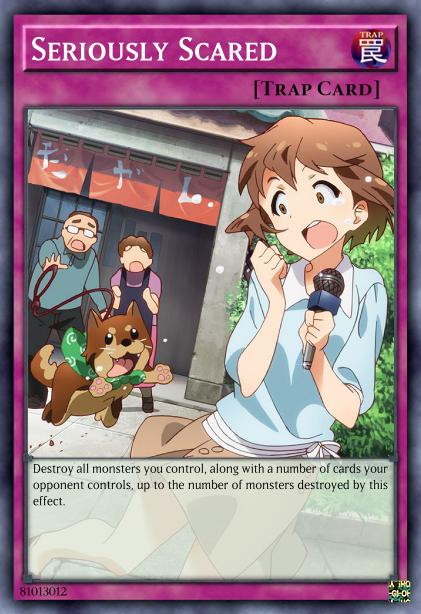 Seriously Scared
TRAP
罠
[Trap Card]
Destroy all monsters you control, along with a number of cards your
opponent controls, up to the number of monsters destroyed by this
effect.
81013012